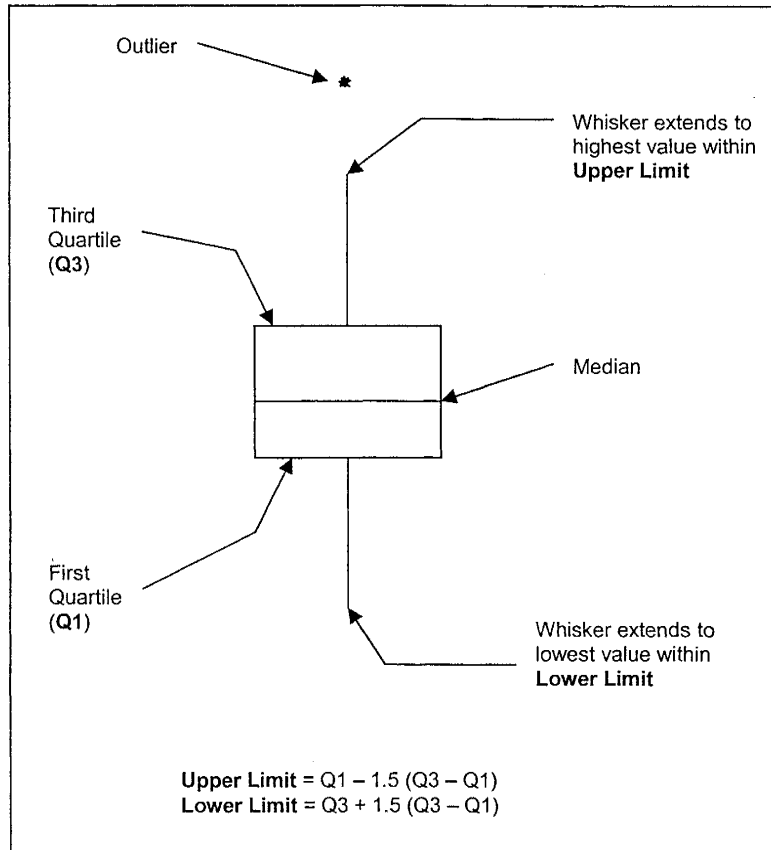 Outlier
Whisker extends to
highest value within
Upper Limit
Third
Quartile
(Q3)
Median
First
Quartile
(Q1)
Whisker extends to
lowest value within
Lower Limit
Upper Limit = Q1 – 1.5 (Q3 – Q1)
Lower Limit = Q3 + 1.5 (Q3 – Q1)